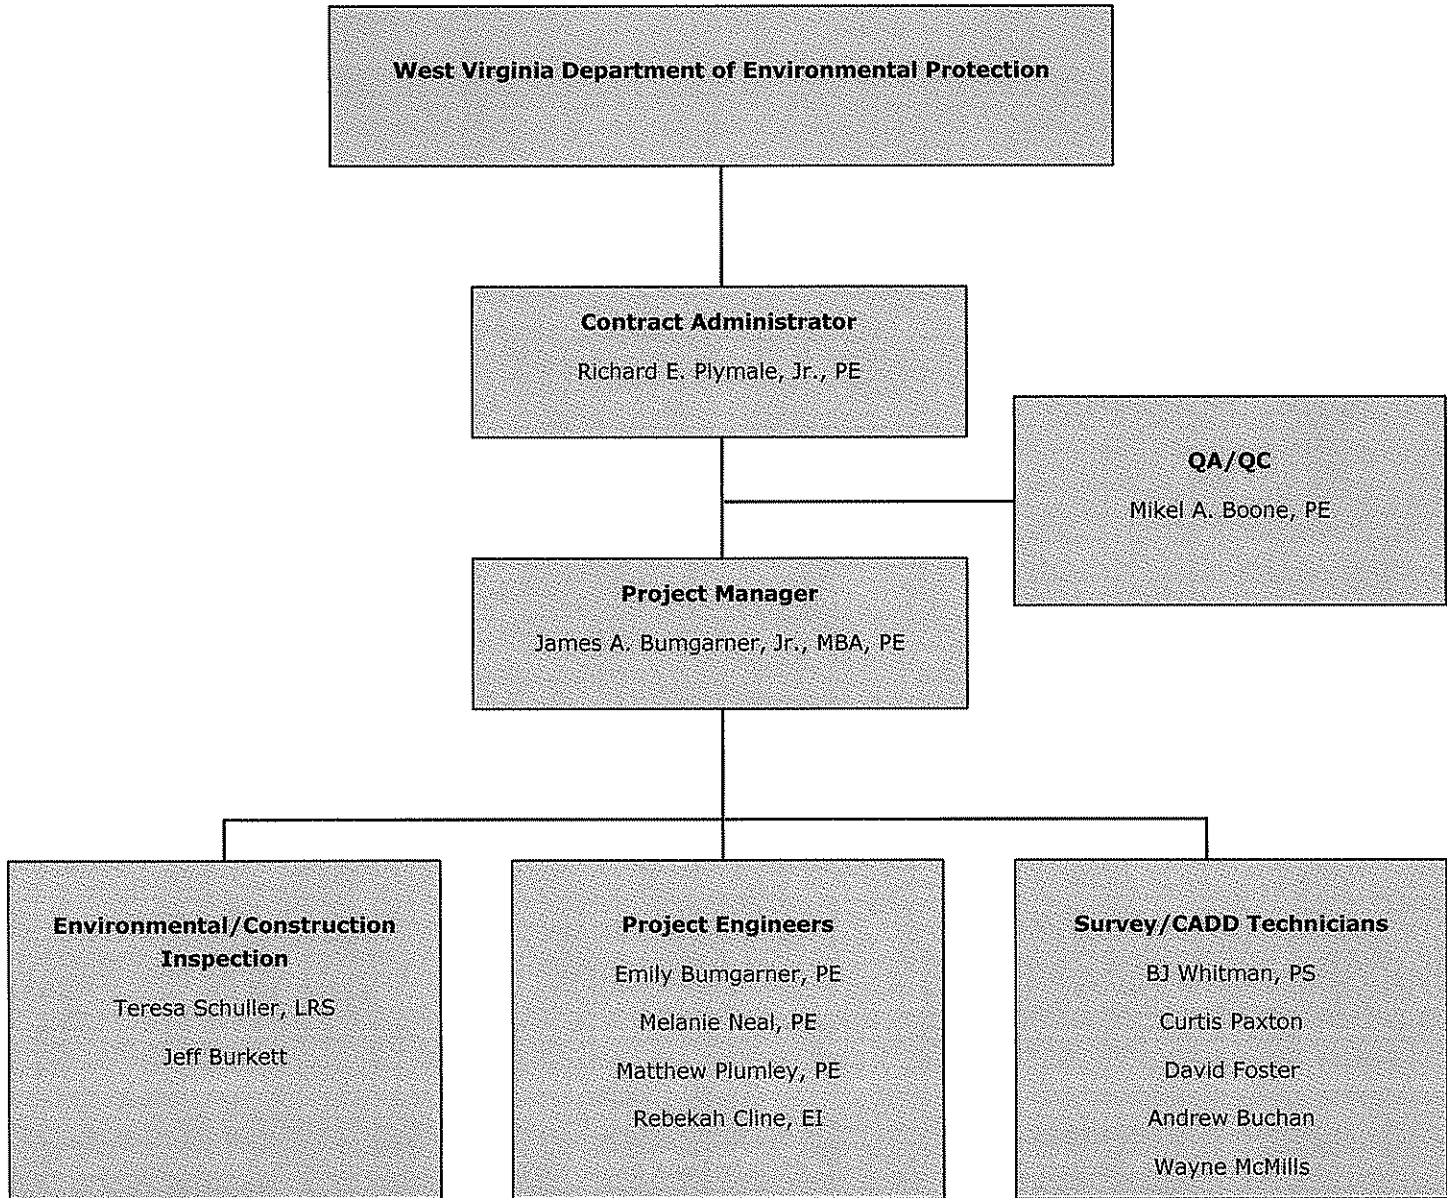 West Virginia Department of Environmental Protection
Contract Administrator
Richard E. Plymale, Jr., PE
QA/QC
Mikel A. Boone, PE
Project Manager
James A. Bumgarner, Jr., MBA, PE
Environmental/Construction
Inspection
Teresa Schuller, LRS
Jeff Burkett
Project Engineers
Emily Bumgarner, PE
Melanie Neal, PE
Matthew Plumley, PE
Rebekah Cline, EI
Survey/CADD Technicians
BJ Whitman, PS
Curtis Paxton
David Foster
Andrew Buchan
Wayne McMills